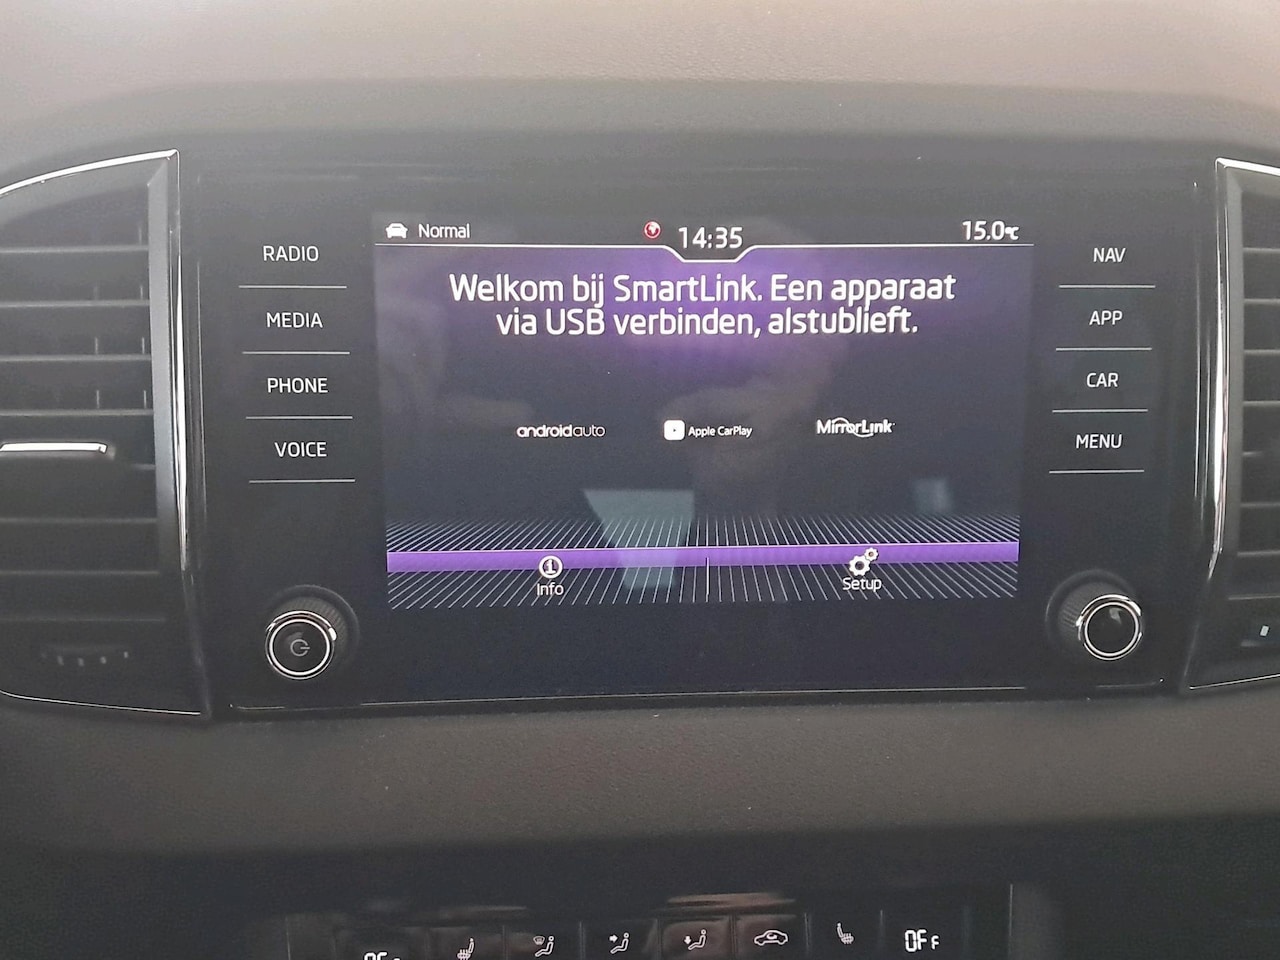 Normal
14:35
15.0°C
RADIO
MEDIA
PHONE
VOICE
Welkom bij SmartLink. Een apparaat
via USB verbinden, alstublieft.
androidauto
Apple CarPlay
MirrorLink
Info
Setup
NAV
APP
CAR
MENU
OFF